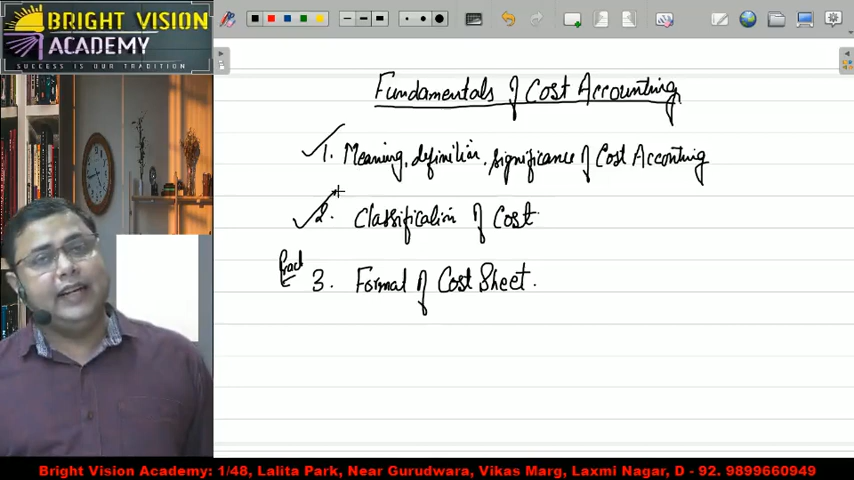 BRIGHT VISION
ACADEMY
SUCCESS IS OUR TRADITION
Fundamentals of Cost Accounting
1. Meaning, definition, significance of Cost Acconting
2. Classification of Cost
Pract 3. Format of Cost Sheet.
Bright Vision Academy: 1/48, Lalita Park, Near Gurudwara, Vikas Marg, Laxmi Nagar, D - 92. 9899660949